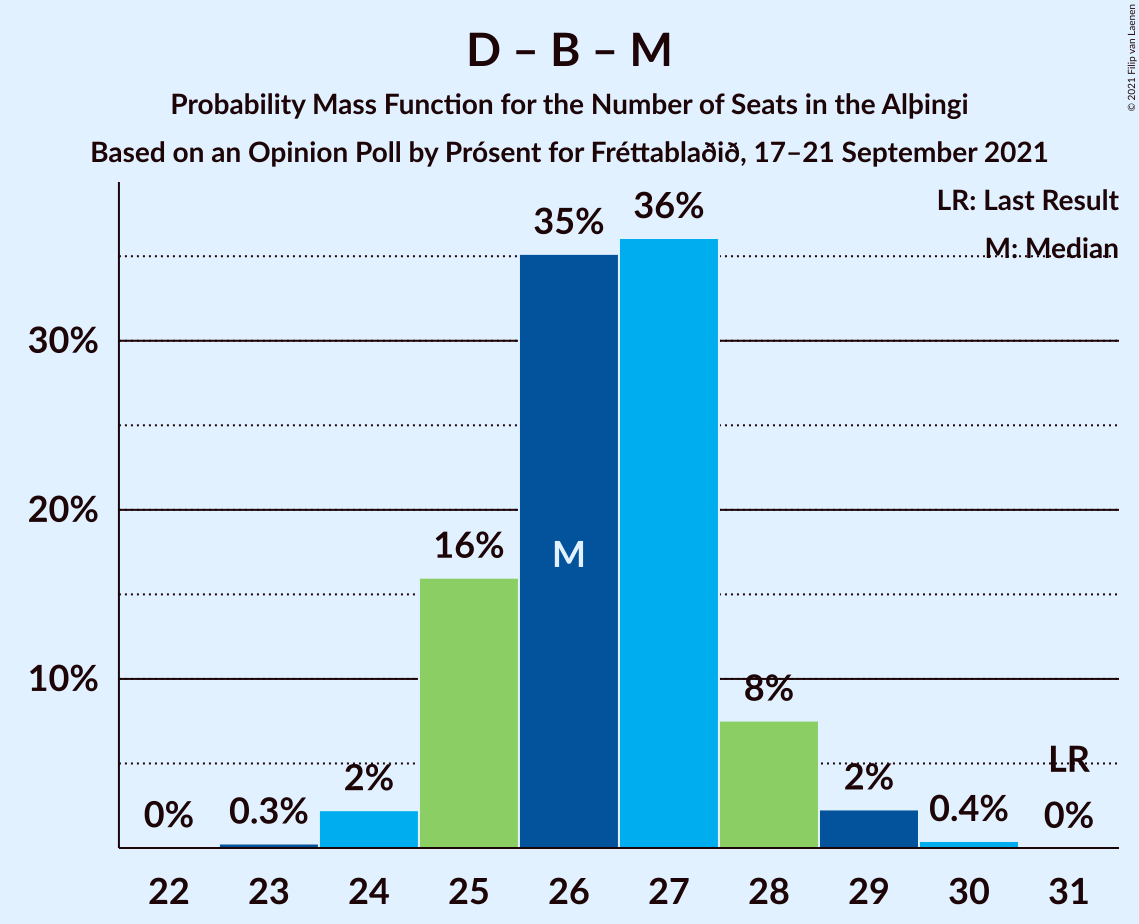 D – B – M
Probability Mass Function for the Number of Seats in the Alþingi
Based on an Opinion Poll by Prósent for Fréttablaðið, 17–21 September 2021
© 2021 Filip van Laenen
LR: Last Result
M: Median
30%
20%
10%
0%
0.3%
2%
16%
35%
36%
8%
2%
0.4%
0%
LR
M
22 23 24 25 26 27 28 29 30 31